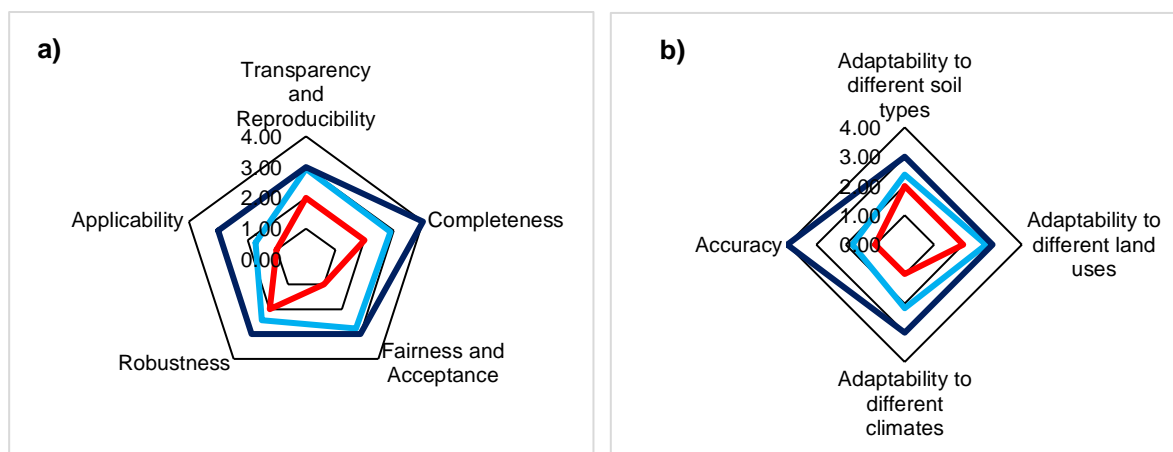 a)
Transparency
and
Reproducibility
4.00
3.00
2.00
1.00
0.00
Applicability
Completeness
Robustness
Fairness and
Acceptance
b)
Adaptability to
different soil
types
4.00
3.00
2.00
1.00
0.00
Accuracy
Adaptability to
different land
uses
Adaptability to
different
climates